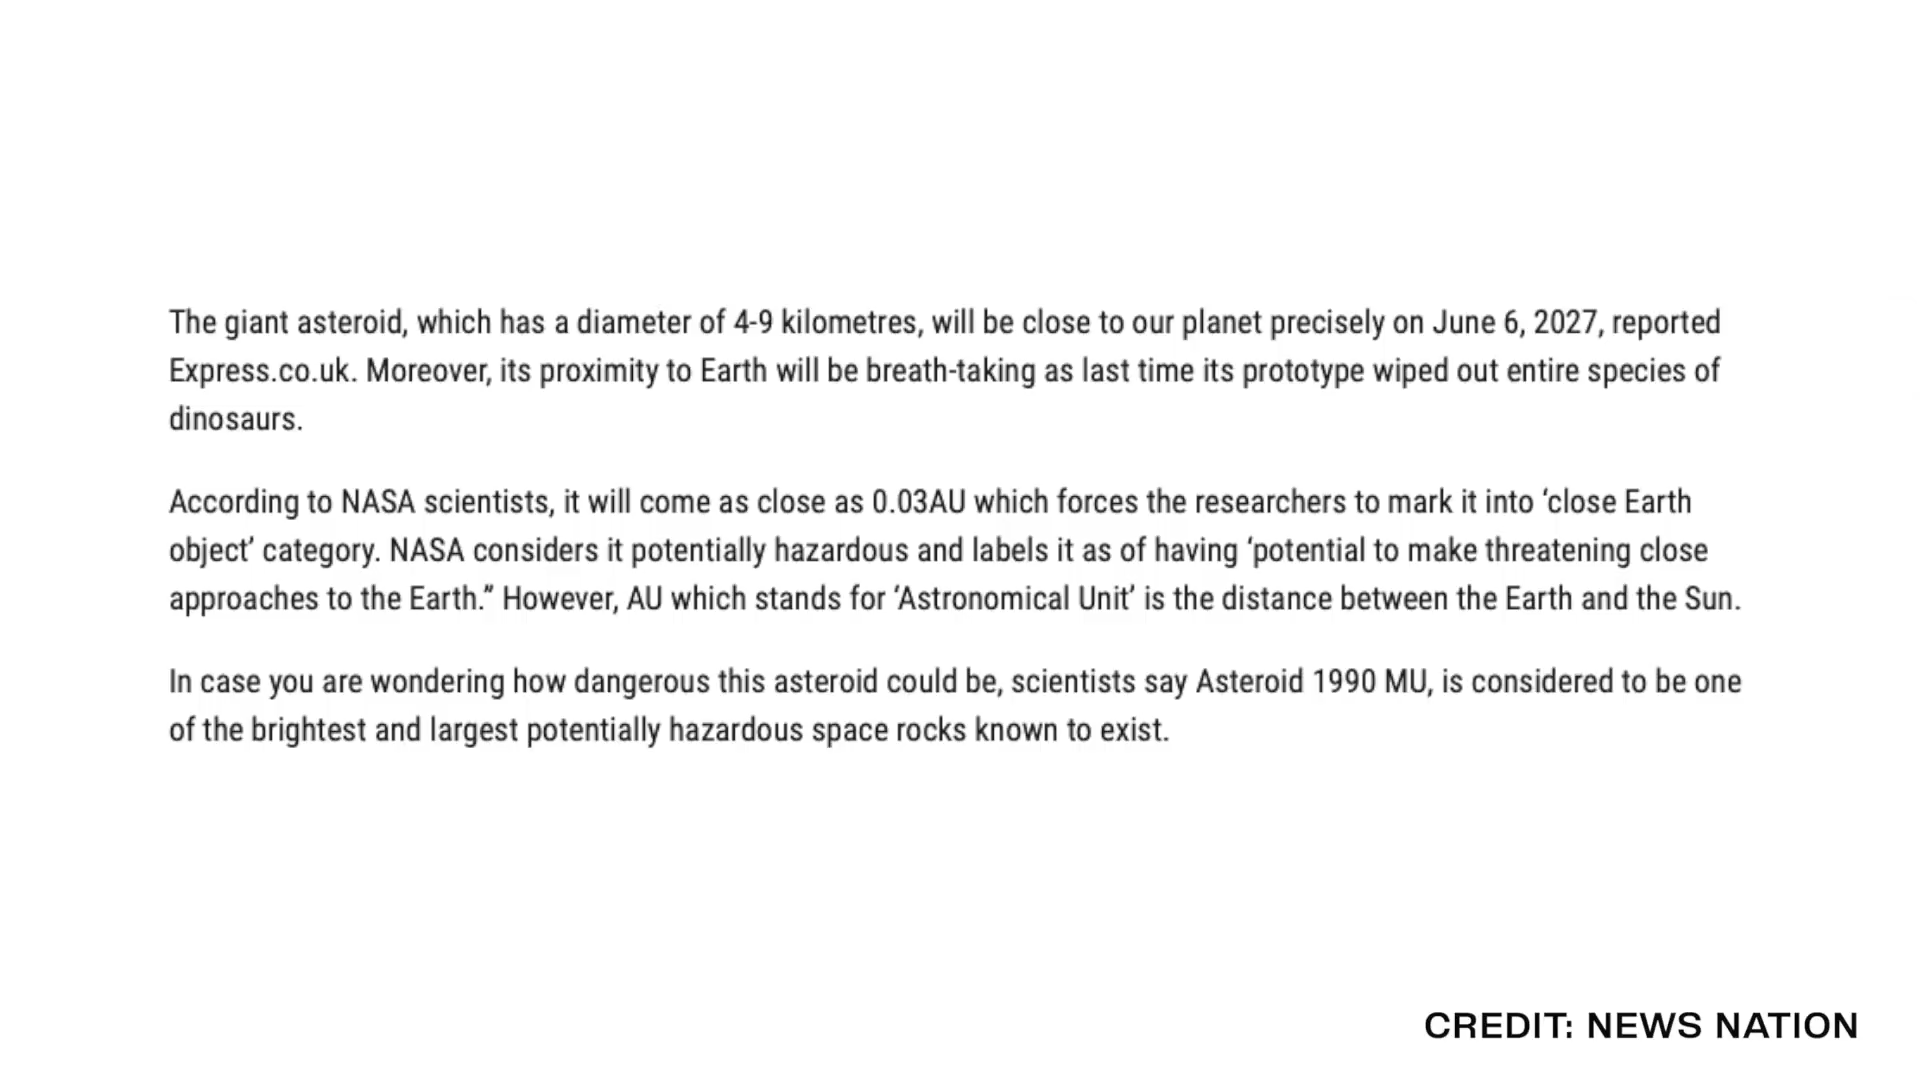 The giant asteroid, which has a diameter of 4-9 kilometres, will be close to our planet precisely on June 6, 2027, reported
Express.co.uk. Moreover, its proximity to Earth will be breath-taking as last time its prototype wiped out entire species of
dinosaurs.
According to NASA scientists, it will come as close as 0.03AU which forces the researchers to mark it into ‘close Earth
object’ category. NASA considers it potentially hazardous and labels it as of having ‘potential to make threatening close
approaches to the Earth.” However, AU which stands for ‘Astronomical Unit’ is the distance between the Earth and the Sun.
In case you are wondering how dangerous this asteroid could be, scientists say Asteroid 1990 MU, is considered to be one
of the brightest and largest potentially hazardous space rocks known to exist.
CREDIT: NEWS NATION